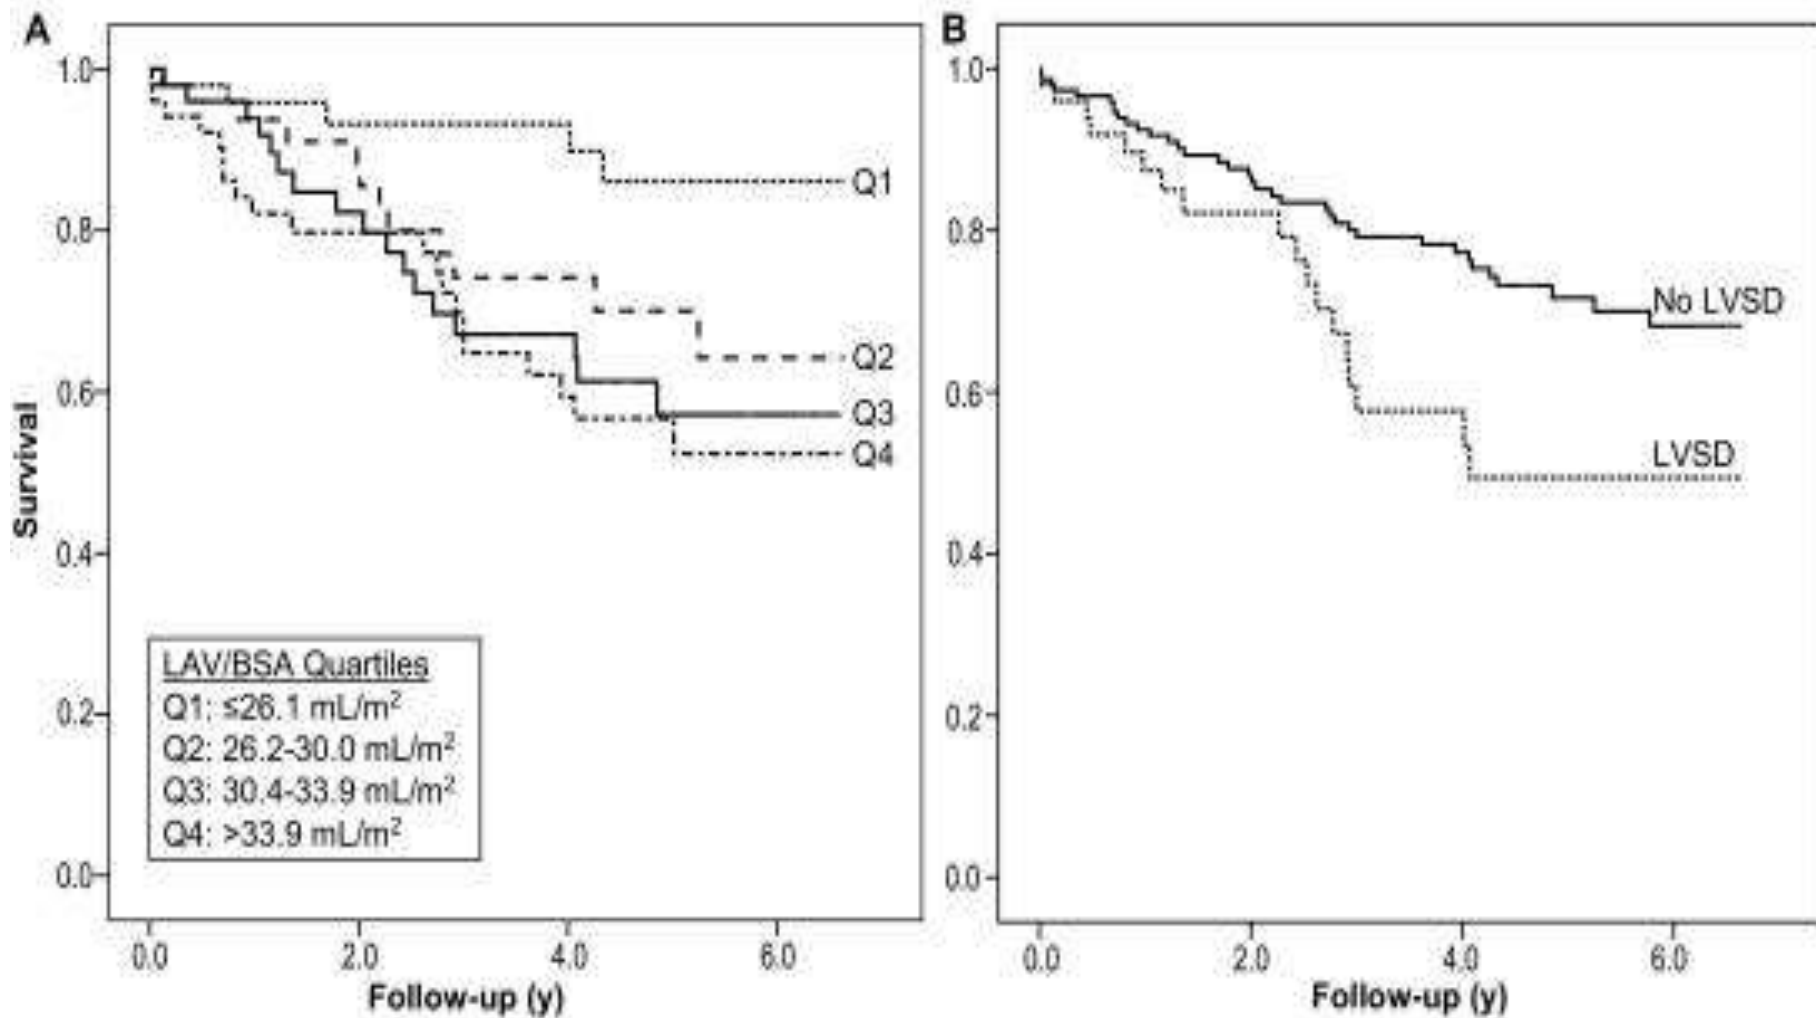 A
1.0
0.8
0.6
0.4
0.2
0.0
Survival
Q1
Q2
Q3
Q4
LAV/BSA Quartiles
Q1: ≤26.1 mL/m²
Q2: 26.2-30.0 mL/m²
Q3: 30.4-33.9 mL/m²
Q4: >33.9 mL/m²
0.0 2.0 4.0 6.0
Follow-up (y)
B
1.0
0.8
0.6
0.4
0.2
0.0
No LVSD
LVSD
0.0 2.0 4.0 6.0
Follow-up (y)